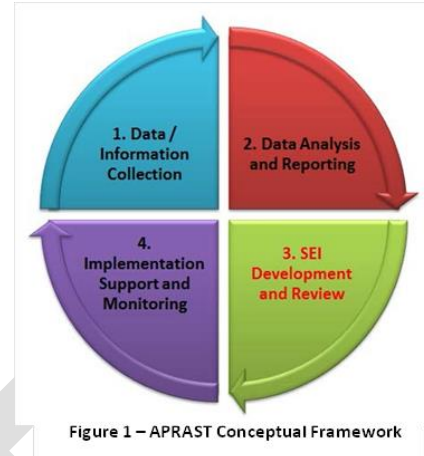 1. Data /
Information
Collection
2. Data Analysis
and Reporting
4.
Implementation
Support and
Monitoring
3. SEI
Development
and Review
Figure 1 – APRAST Conceptual Framework